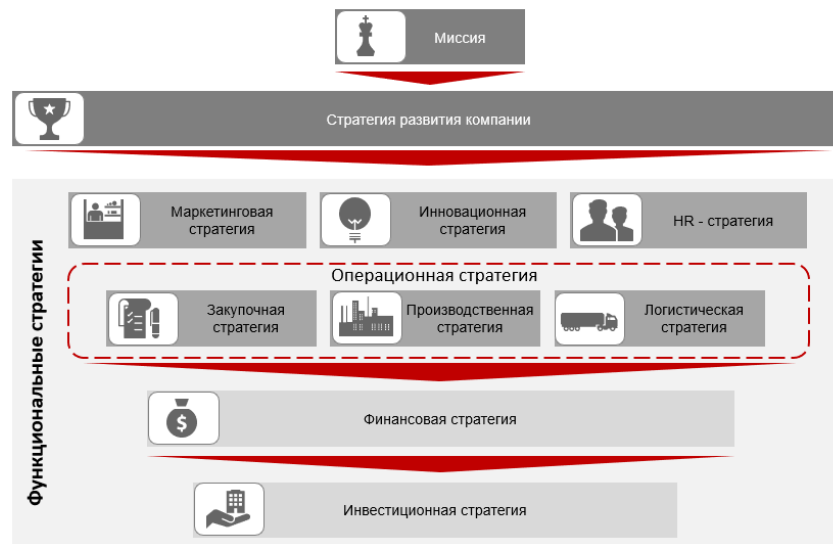 Миссия
Стратегия развития компании
Функциональные стратегии
Маркетинговая
стратегия
Инновационная
стратегия
HR - стратегия
Операционная стратегия
Закупочная
стратегия
Производственная
стратегия
Логистическая
стратегия
$
Финансовая стратегия
Инвестиционная стратегия